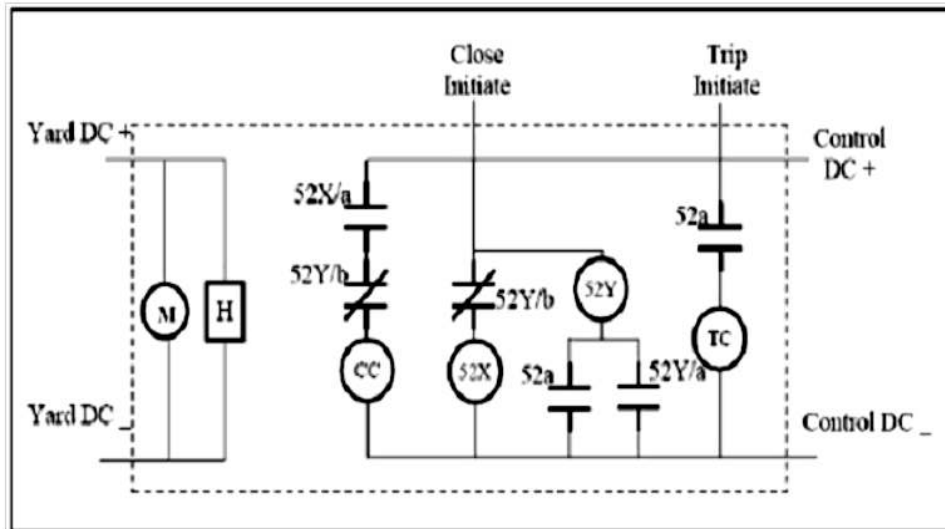 Close
Initiate
Trip
Initiate
Yard DC +
Control
DC +
52X/a
52a
52Y/b
52Y
52Y/b
M
H
TC
CC
52X
52a
52Y/a
Yard DC _
Control DC _